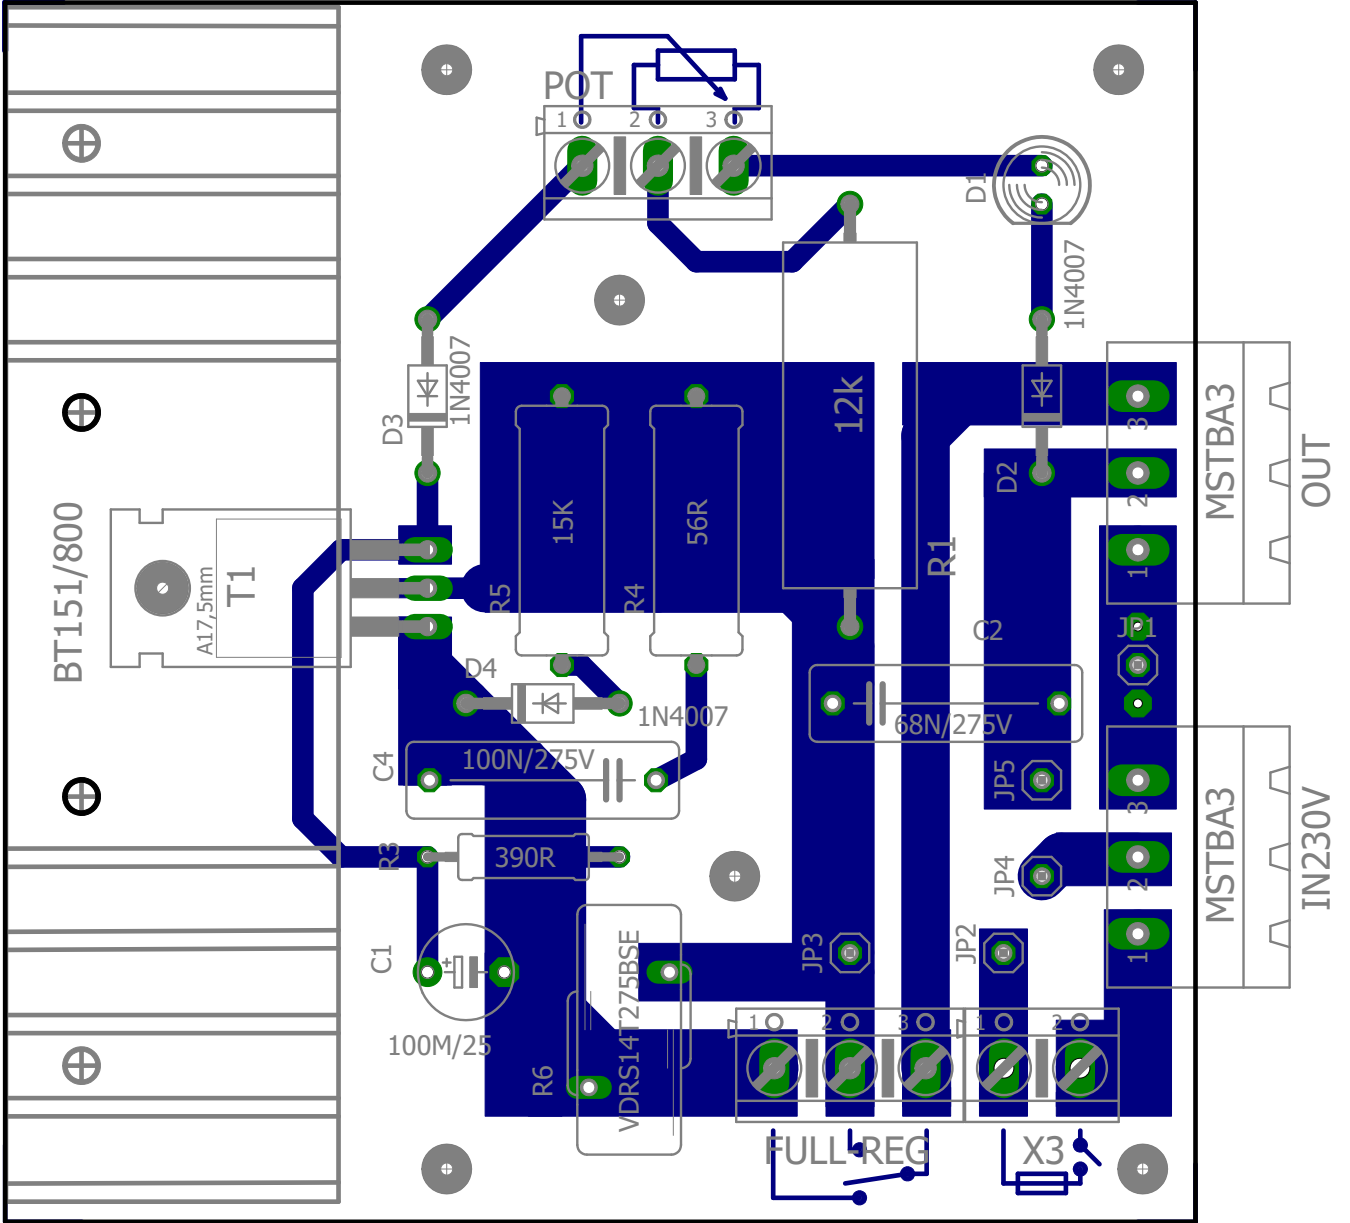 POT
1 2 3
D1
1N4007
1N4007
D3
12k
3
MSTBA3
OUT
D2
2
15K
56R
BT151/800
A17,5mm
T1
R5
R4
R1
1
C2
JP1
D4
1N4007
68N/275V
C4
100N/275V
JP5
3
MSTBA3
IN230V
R3
390R
JP4
2
C1
+
VDRS14T275BSE
JP3
JP2
1
100M/25
1 2 3
1 2
R6
FULL-REG
X3